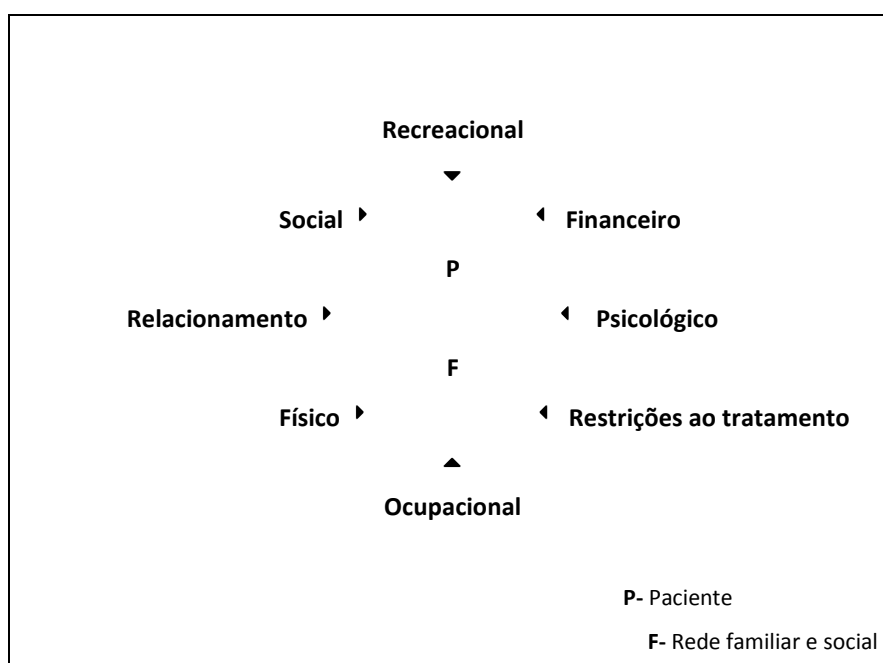 Recreacional
Social Financeiro
P
Relacionamento Psicológico
F
Físico Restrições ao tratamento
Ocupacional
P- Paciente
F- Rede familiar e social